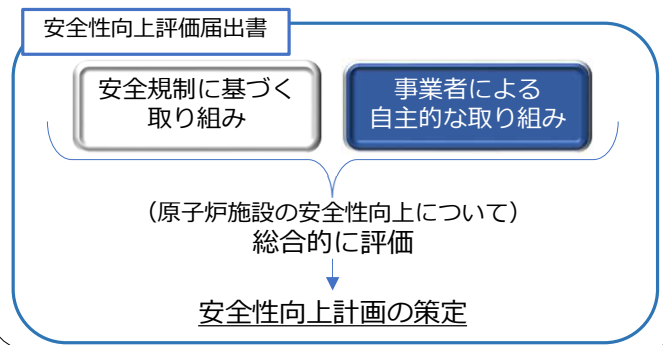 安全性向上評価届出書
安全規制に基づく
取り組み
事業者による
自主的な取り組み
（原子炉施設の安全性向上について）
総合的に評価
安全性向上計画の策定